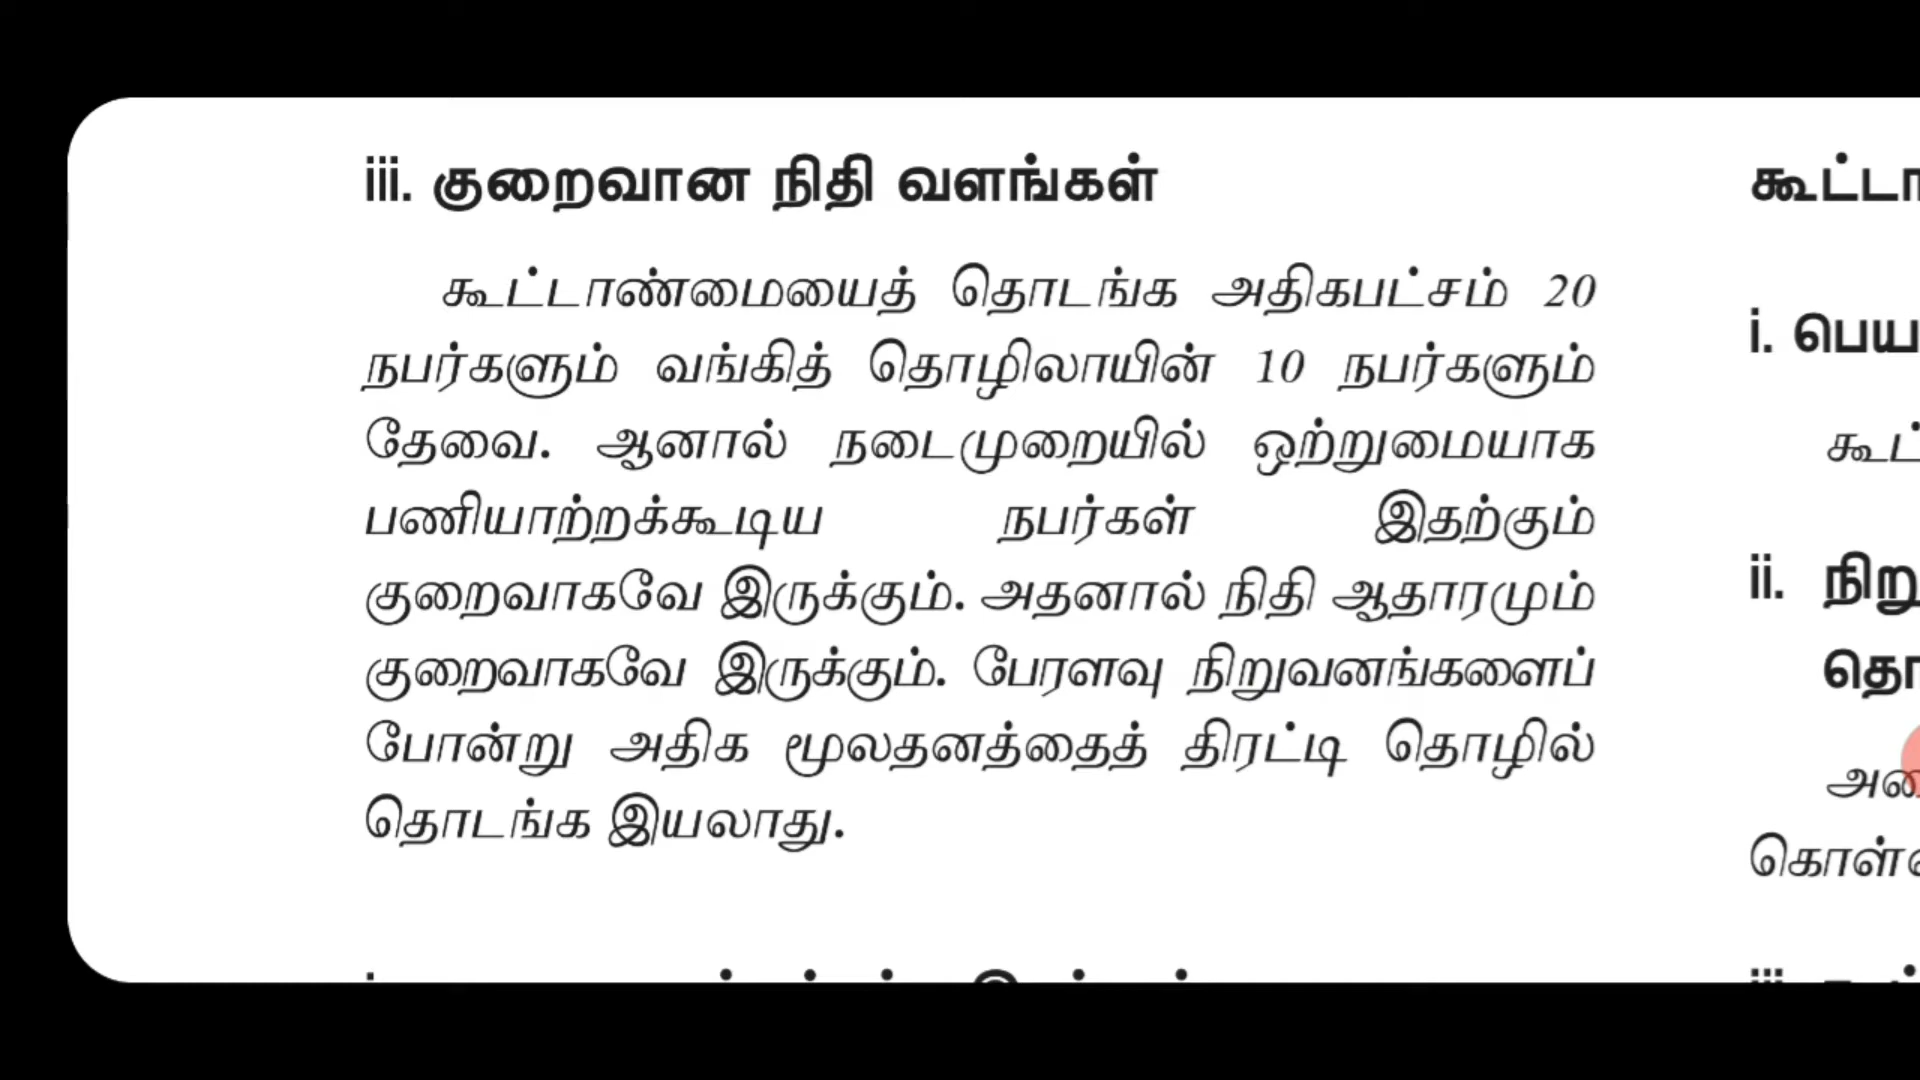 iii. குறைவான நிதி வளங்கள்
கூட்டாண்மையைத் தொடங்க அதிகபட்சம் 20
நபர்களும் வங்கித் தொழிலாயின் 10 நபர்களும்
தேவை. ஆனால் நடைமுறையில் ஒற்றுமையாக
பணியாற்றக்கூடிய நபர்கள் இதற்கும்
குறைவாகவே இருக்கும். அதனால் நிதி ஆதாரமும்
குறைவாகவே இருக்கும். பேரளவு நிறுவனங்களைப்
போன்று அதிக மூலதனத்தைத் திரட்டி தொழில்
தொடங்க இயலாது.
i.
ii.